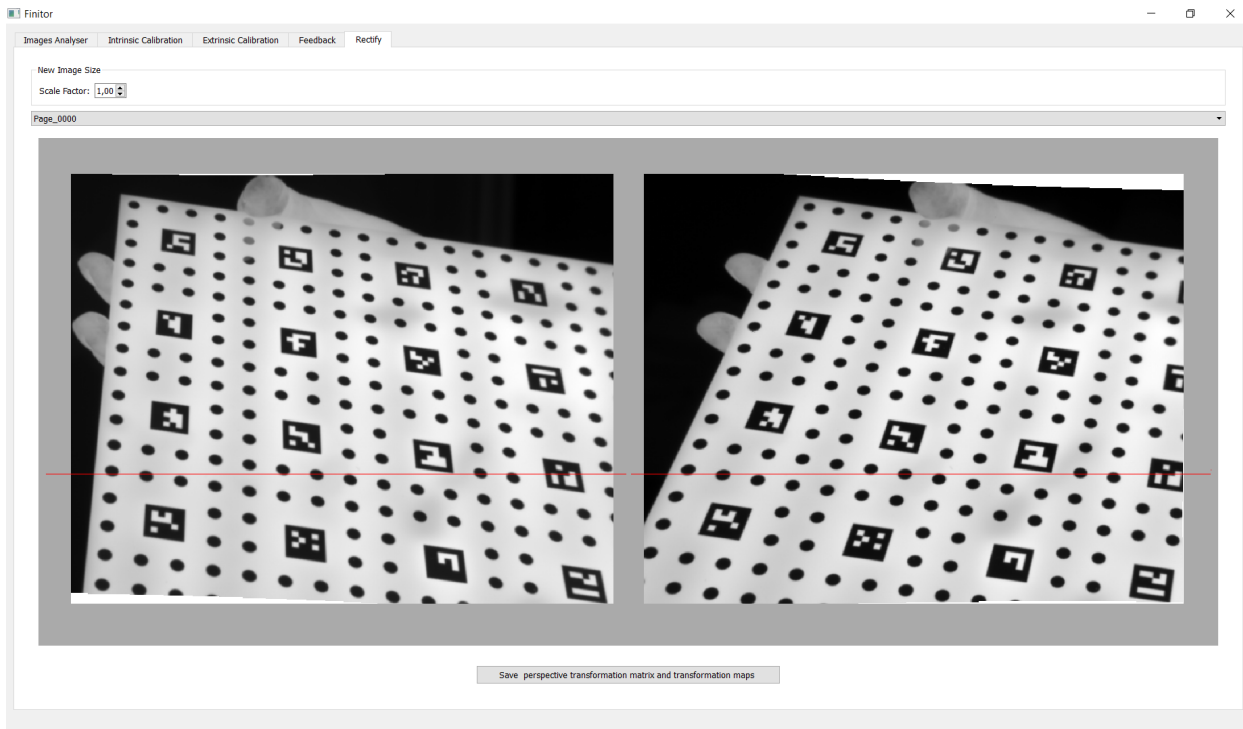 Finitor
Images Analyser Intrinsic Calibration Extrinsic Calibration Feedback Rectify
New Image Size
Scale Factor: 1,00
Page_0000
Save perspective transformation matrix and transformation maps